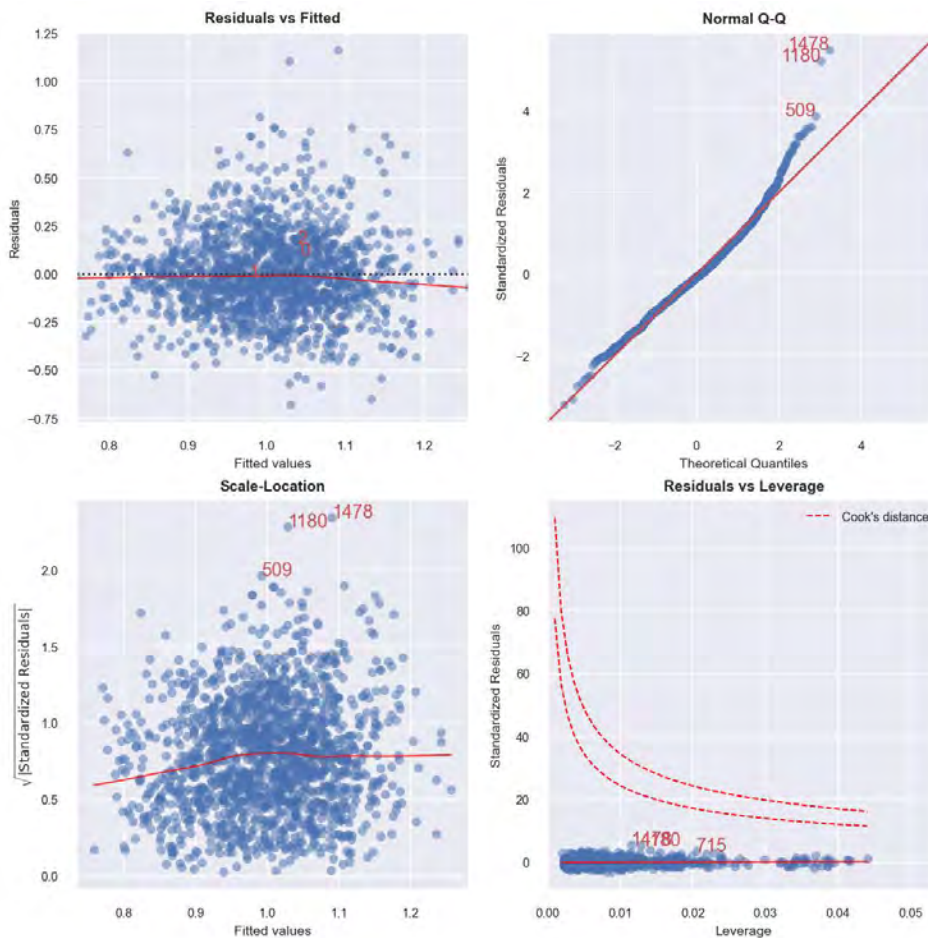 Residuals vs Fitted
1.25
1.00
0.75
0.50
0.25
0.00
−0.25
−0.50
−0.75
Residuals
0.8 0.9 1.0 1.1 1.2
Fitted values
Normal Q-Q
1478
1180
509
4
2
0
−2
Standardized Residuals
−2 0 2 4
Theoretical Quantiles
Scale-Location
1180 1478
509
2.0
1.5
1.0
0.5
0.0
√|Standardized Residuals|
0.8 0.9 1.0 1.1 1.2
Fitted values
Residuals vs Leverage
Cook's distance
100
80
60
40
20
0
Standardized Residuals
715
0.00 0.01 0.02 0.03 0.04 0.05
Leverage